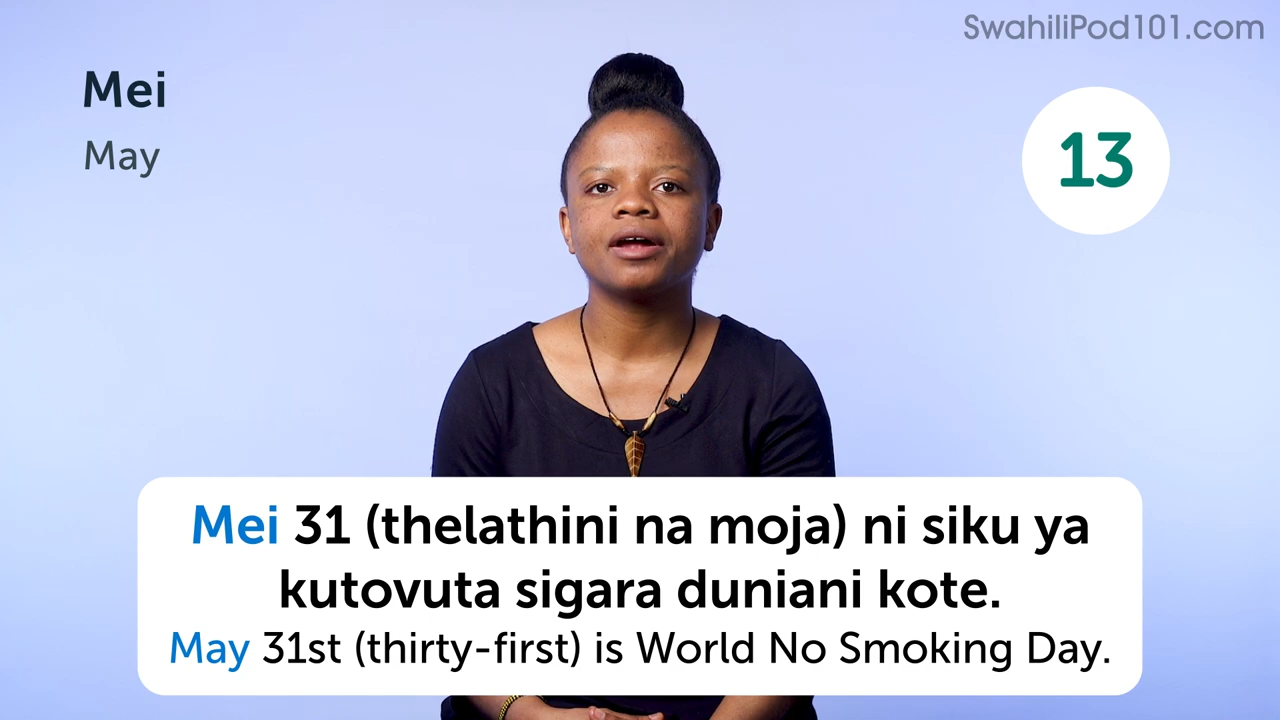 SwahiliPod101.com
Mei
May
13
Mei 31 (thelathini na moja) ni siku ya
kutovuta sigara duniani kote.
May 31st (thirty-first) is World No Smoking Day.